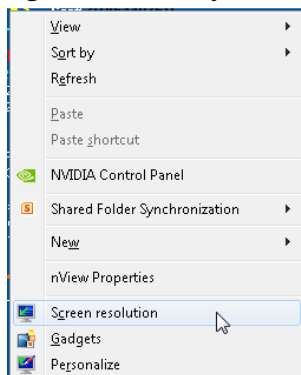 View
Sort by
Refresh
Paste
Paste shortcut
NVIDIA Control Panel
Shared Folder Synchronization
New
nView Properties
Screen resolution
Gadgets
Personalize